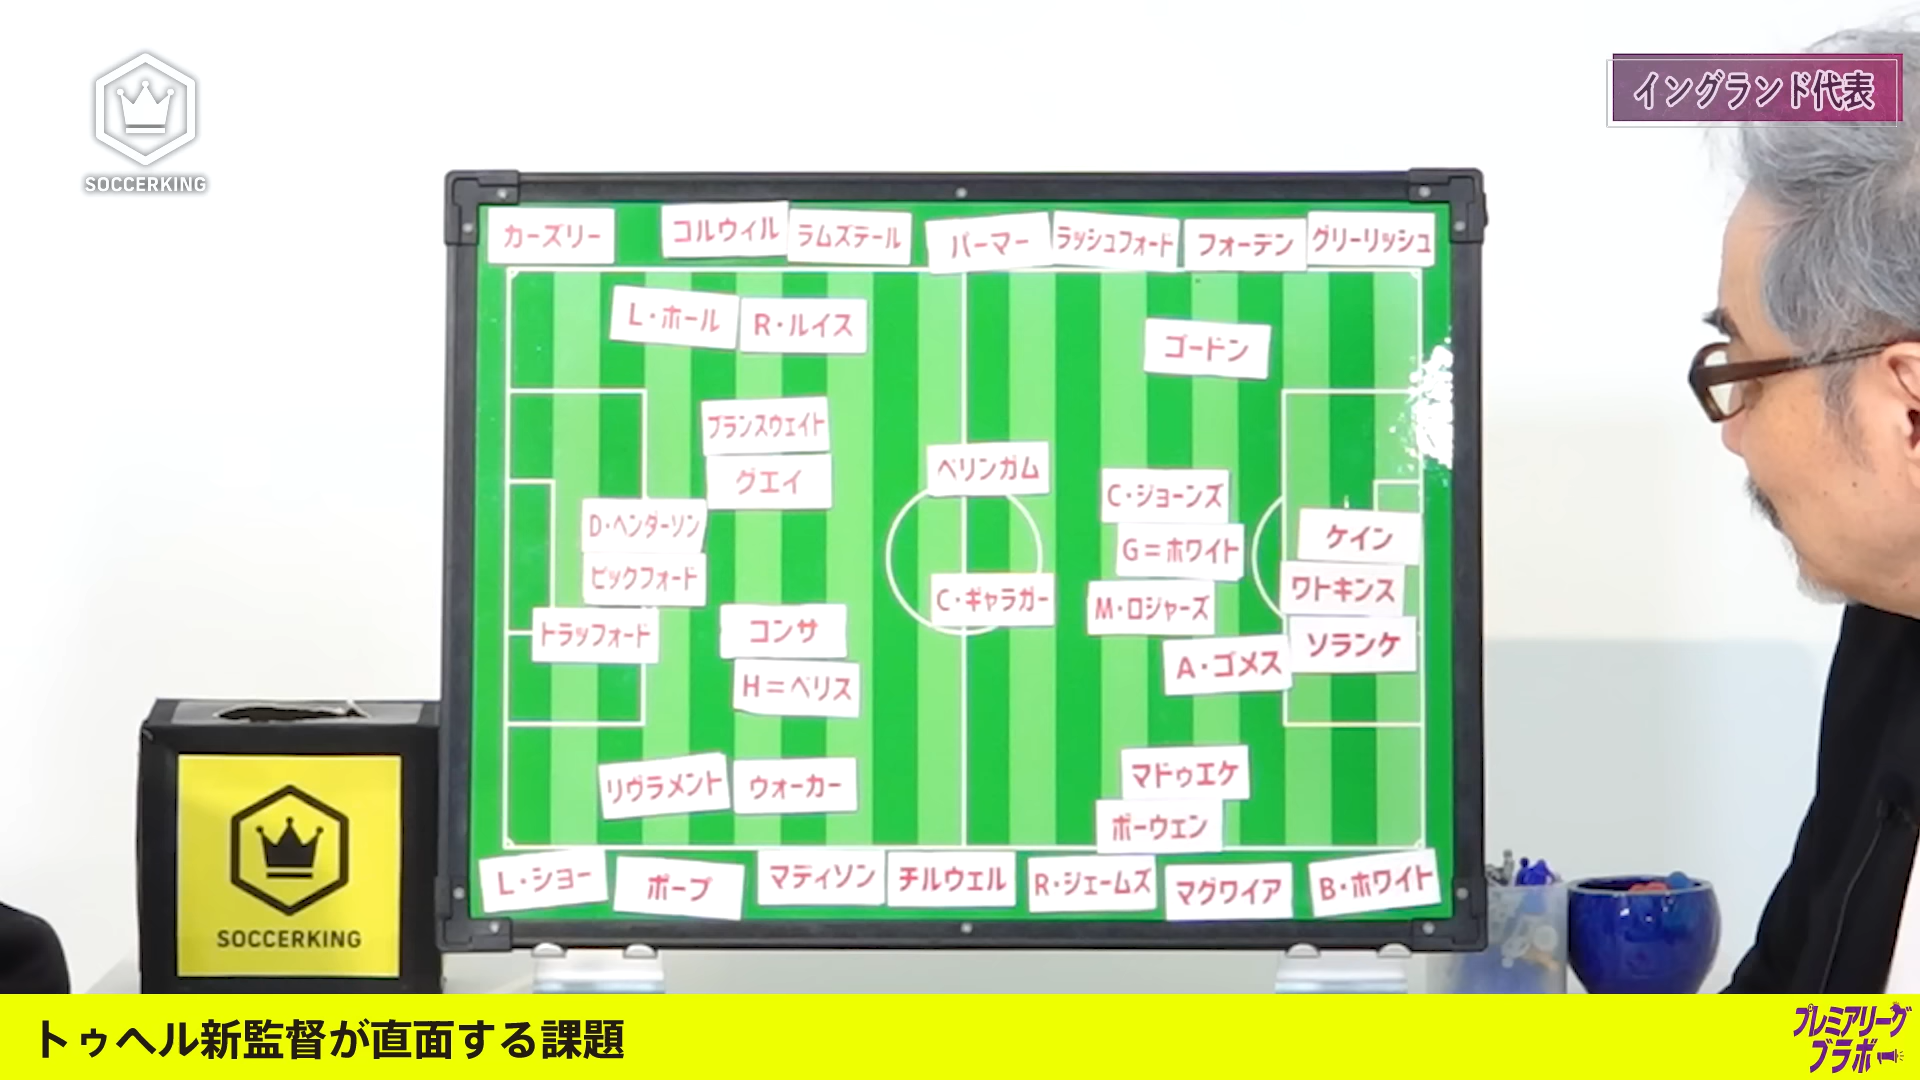 SOCCERKING
イングランド代表
カーズリー
コルウィル
ラムズデール
パーマー
ラッシュフォード
フォーデン
グリーリッシュ
L・ホール
R・ルイス
ゴードン
ブランスウェイト
グエイ
ベリンガム
C・ジョーンズ
D・ヘンダーソン
G=ホワイト
ケイン
ピックフォード
C・ギャラガー
M・ロジャーズ
ワトキンス
トラッフォード
コンサ
A・ゴメス
ソランケ
H=ベリス
リヴラメント
ウォーカー
マドゥエケ
ボーウェン
L・ショー
ポープ
マディソン
チルウェル
R・ジェームズ
マグワイア
B・ホワイト
SOCCERKING
トゥヘル新監督が直面する課題
プレミアリーグ
ブラボー